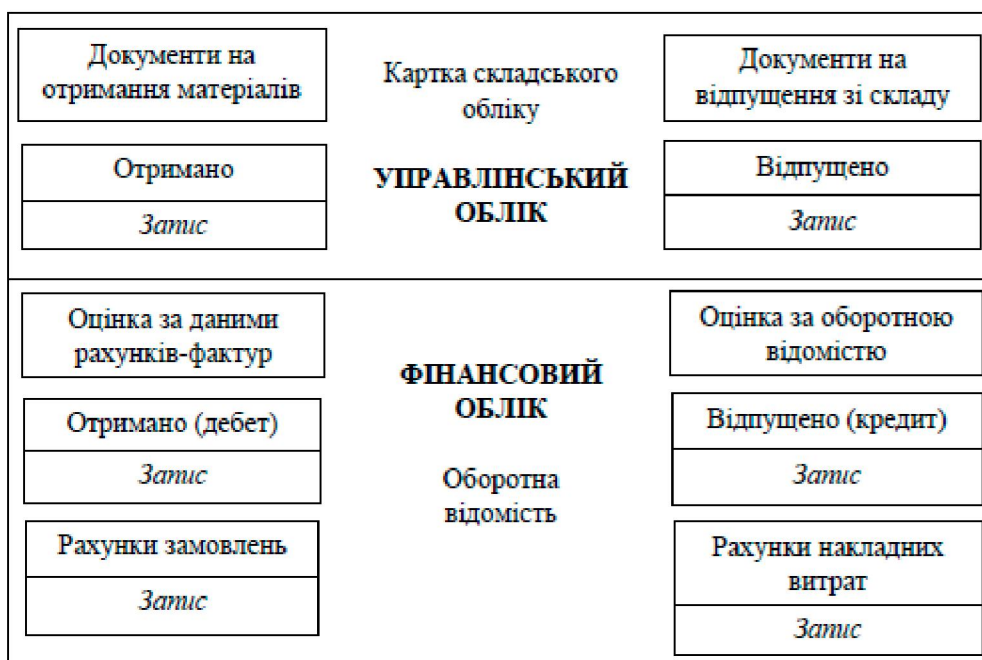 Документи на
отримання матеріалів
Картка складського
обліку
Документи на
відпущення зі складу
Отримано
Запис
УПРАВЛІНСЬКИЙ
ОБЛІК
Відпущено
Запис
Оцінка за даними
рахунків-фактур
ФІНАНСОВИЙ
ОБЛІК
Оцінка за оборотною
відомістю
Отримано (дебет)
Запис
Оборотна
відомість
Відпущено (кредит)
Запис
Рахунки замовлень
Запис
Рахунки накладних
витрат
Запис